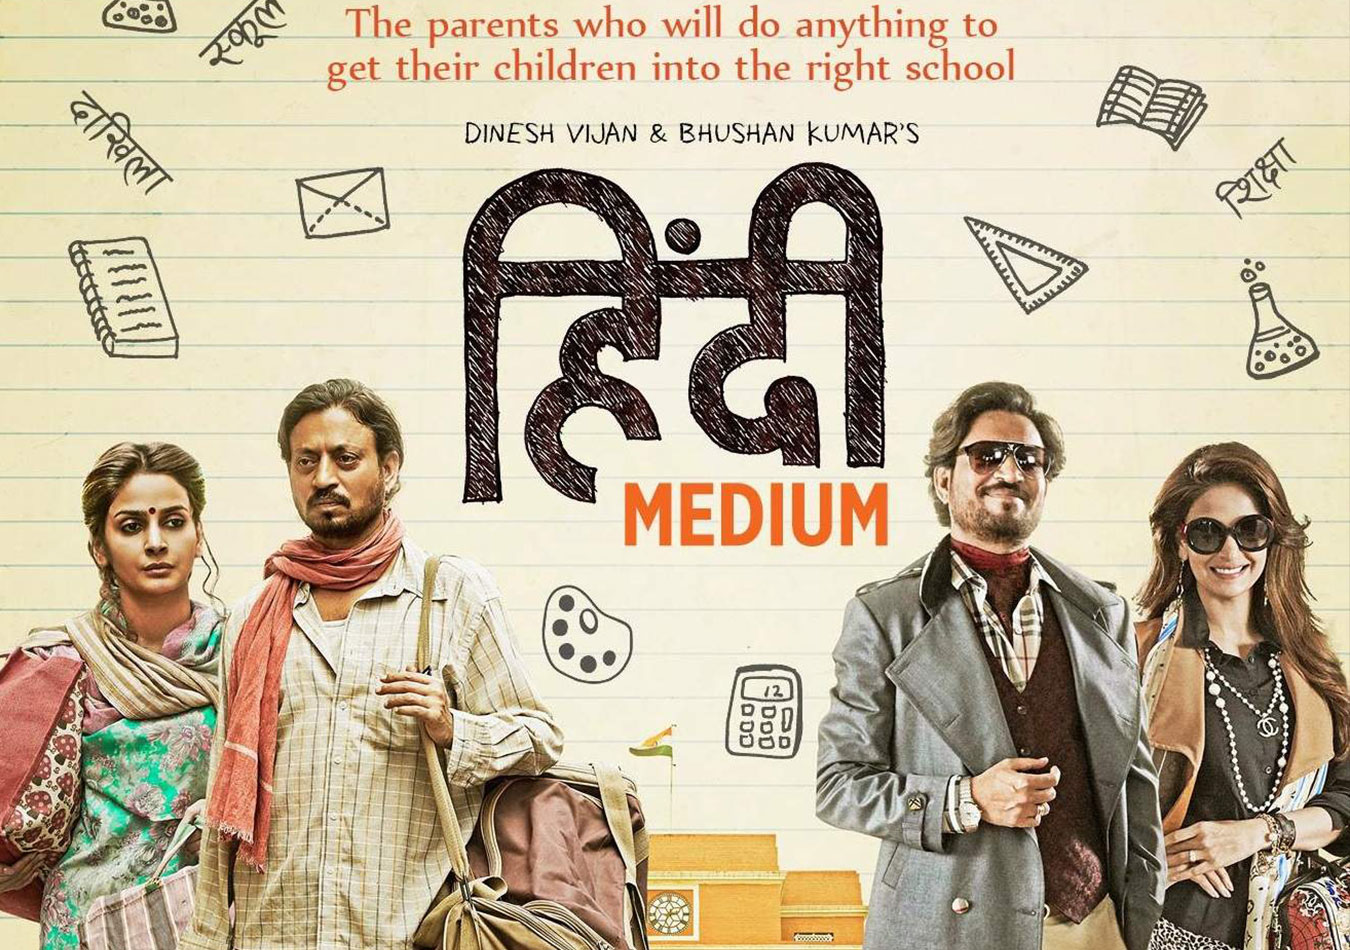 स्कूल
The parents who will do anything to
get their children into the right school
दाखिला
DINESH VIJAN & BHUSHAN KUMAR'S
शिक्षा
हिंदी
MEDIUM
12